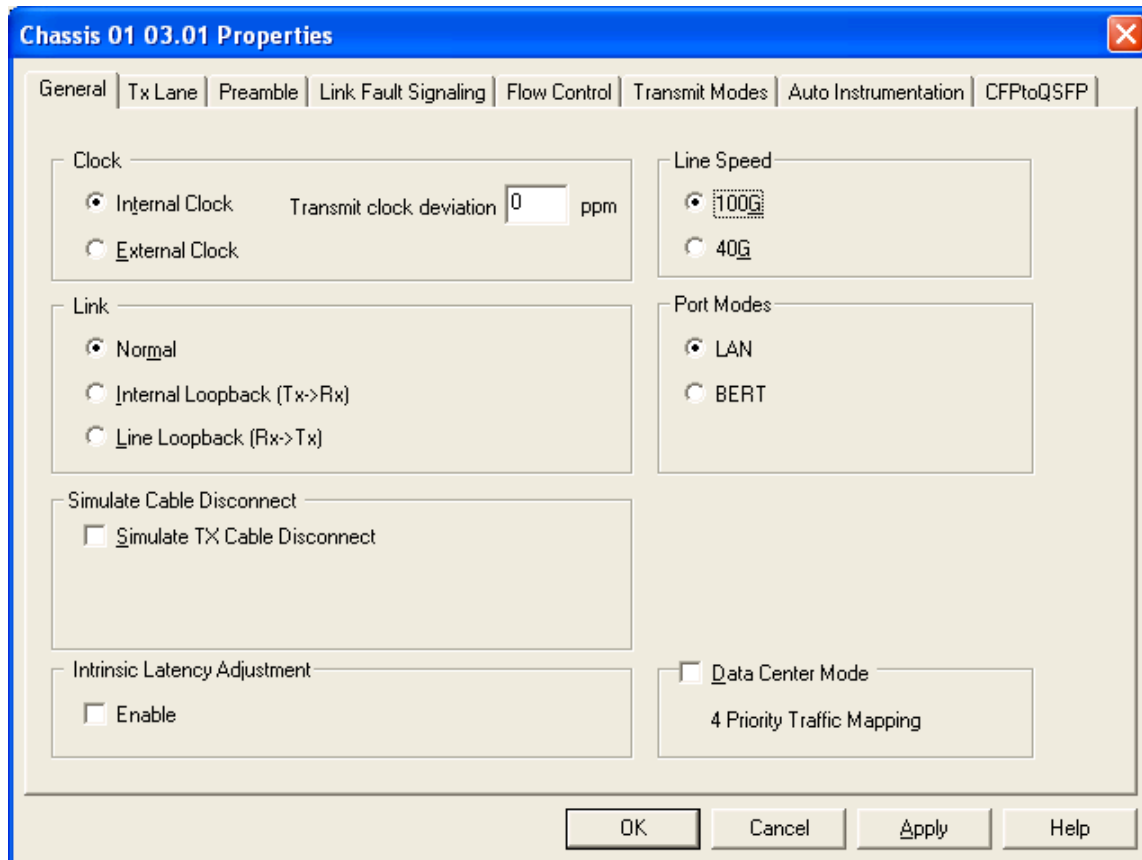 Chassis 01 03.01 Properties
General Tx Lane Preamble Link Fault Signaling Flow Control Transmit Modes Auto Instrumentation CFPtoQSFP
Clock
Internal Clock Transmit clock deviation 0 ppm
External Clock
Line Speed
100G
40G
Link
Normal
Internal Loopback (Tx->Rx)
Line Loopback (Rx->Tx)
Port Modes
LAN
BERT
Simulate Cable Disconnect
Simulate TX Cable Disconnect
Intrinsic Latency Adjustment
Enable
Data Center Mode
4 Priority Traffic Mapping
OK Cancel Apply Help